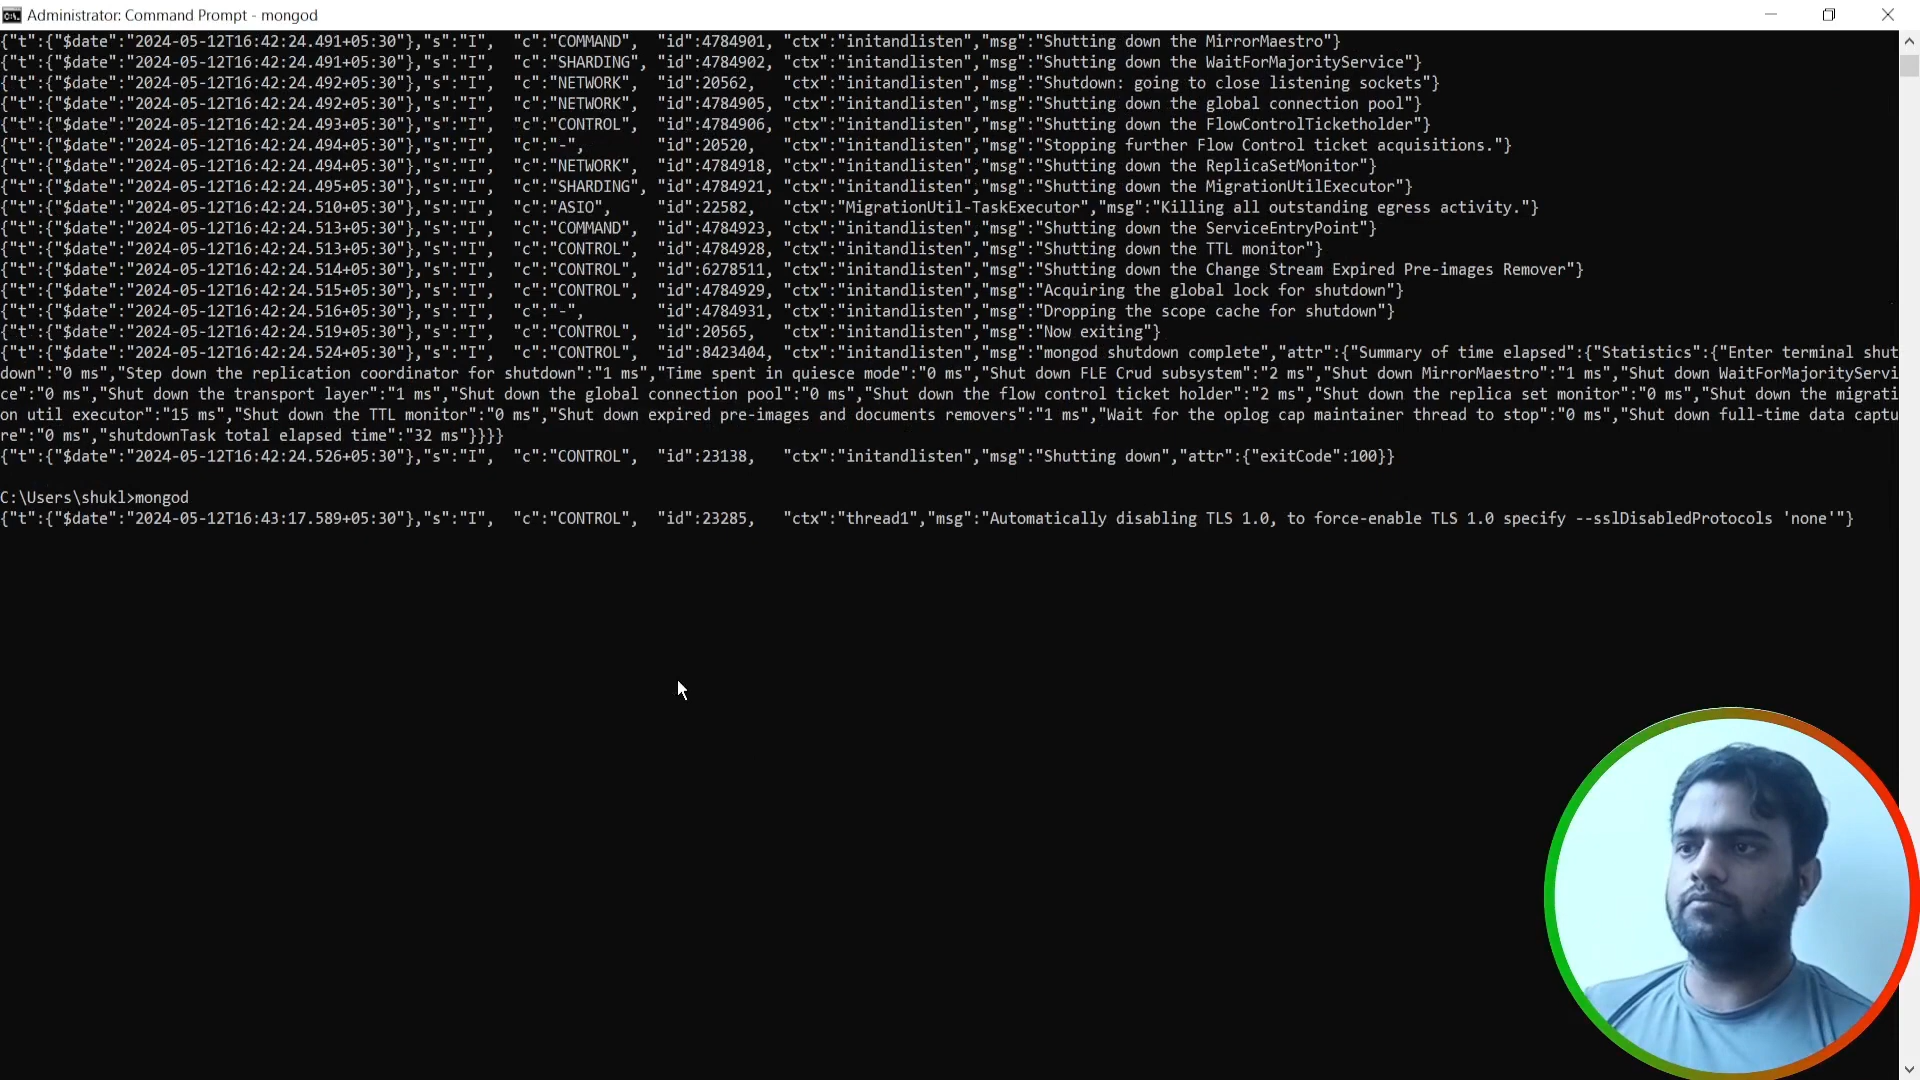 Administrator: Command Prompt - mongod
{"t":{"$date":"2024-05-12T16:42:24.491+05:30"},"s":"I",  "c":"COMMAND",  "id":4784901, "ctx":"initandlisten","msg":"Shutting down the MirrorMaestro"}
{"t":{"$date":"2024-05-12T16:42:24.491+05:30"},"s":"I",  "c":"SHARDING", "id":4784902, "ctx":"initandlisten","msg":"Shutting down the WaitForMajorityService"}
{"t":{"$date":"2024-05-12T16:42:24.492+05:30"},"s":"I",  "c":"NETWORK",  "id":20562,   "ctx":"initandlisten","msg":"Shutdown: going to close listening sockets"}
{"t":{"$date":"2024-05-12T16:42:24.492+05:30"},"s":"I",  "c":"NETWORK",  "id":4784905, "ctx":"initandlisten","msg":"Shutting down the global connection pool"}
{"t":{"$date":"2024-05-12T16:42:24.493+05:30"},"s":"I",  "c":"CONTROL",  "id":4784906, "ctx":"initandlisten","msg":"Shutting down the FlowControlTicketholder"}
{"t":{"$date":"2024-05-12T16:42:24.494+05:30"},"s":"I",  "c":"-",        "id":20520,   "ctx":"initandlisten","msg":"Stopping further Flow Control ticket acquisitions."}
{"t":{"$date":"2024-05-12T16:42:24.494+05:30"},"s":"I",  "c":"NETWORK",  "id":4784918, "ctx":"initandlisten","msg":"Shutting down the ReplicaSetMonitor"}
{"t":{"$date":"2024-05-12T16:42:24.495+05:30"},"s":"I",  "c":"SHARDING", "id":4784921, "ctx":"initandlisten","msg":"Shutting down the MigrationUtilExecutor"}
{"t":{"$date":"2024-05-12T16:42:24.510+05:30"},"s":"I",  "c":"ASIO",     "id":22582,   "ctx":"MigrationUtil-TaskExecutor","msg":"Killing all outstanding egress activity."}
{"t":{"$date":"2024-05-12T16:42:24.513+05:30"},"s":"I",  "c":"COMMAND",  "id":4784923, "ctx":"initandlisten","msg":"Shutting down the ServiceEntryPoint"}
{"t":{"$date":"2024-05-12T16:42:24.513+05:30"},"s":"I",  "c":"CONTROL",  "id":4784928, "ctx":"initandlisten","msg":"Shutting down the TTL monitor"}
{"t":{"$date":"2024-05-12T16:42:24.514+05:30"},"s":"I",  "c":"CONTROL",  "id":6278511, "ctx":"initandlisten","msg":"Shutting down the Change Stream Expired Pre-images Remover"}
{"t":{"$date":"2024-05-12T16:42:24.515+05:30"},"s":"I",  "c":"CONTROL",  "id":4784929, "ctx":"initandlisten","msg":"Acquiring the global lock for shutdown"}
{"t":{"$date":"2024-05-12T16:42:24.516+05:30"},"s":"I",  "c":"-",        "id":4784931, "ctx":"initandlisten","msg":"Dropping the scope cache for shutdown"}
{"t":{"$date":"2024-05-12T16:42:24.519+05:30"},"s":"I",  "c":"CONTROL",  "id":20565,   "ctx":"initandlisten","msg":"Now exiting"}
{"t":{"$date":"2024-05-12T16:42:24.524+05:30"},"s":"I",  "c":"CONTROL",  "id":8423404, "ctx":"initandlisten","msg":"mongod shutdown complete","attr":{"Summary of time elapsed":{"Statistics":{"Enter terminal shut
down":"0 ms","Step down the replication coordinator for shutdown":"1 ms","Time spent in quiesce mode":"0 ms","Shut down FLE Crud subsystem":"2 ms","Shut down MirrorMaestro":"1 ms","Shut down WaitForMajorityServi
ce":"0 ms","Shut down the transport layer":"1 ms","Shut down the global connection pool":"0 ms","Shut down the flow control ticket holder":"2 ms","Shut down the replica set monitor":"0 ms","Shut down the migrati
on util executor":"15 ms","Shut down the TTL monitor":"0 ms","Shut down expired pre-images and documents removers":"1 ms","Wait for the oplog cap maintainer thread to stop":"0 ms","Shut down full-time data captu
re":"0 ms","shutdownTask total elapsed time":"32 ms"}}}}
{"t":{"$date":"2024-05-12T16:42:24.526+05:30"},"s":"I",  "c":"CONTROL",  "id":23138,   "ctx":"initandlisten","msg":"Shutting down","attr":{"exitCode":100}}
C:\Users\shukl>mongod
{"t":{"$date":"2024-05-12T16:43:17.589+05:30"},"s":"I",  "c":"CONTROL",  "id":23285,   "ctx":"thread1","msg":"Automatically disabling TLS 1.0, to force-enable TLS 1.0 specify --sslDisabledProtocols 'none'"}